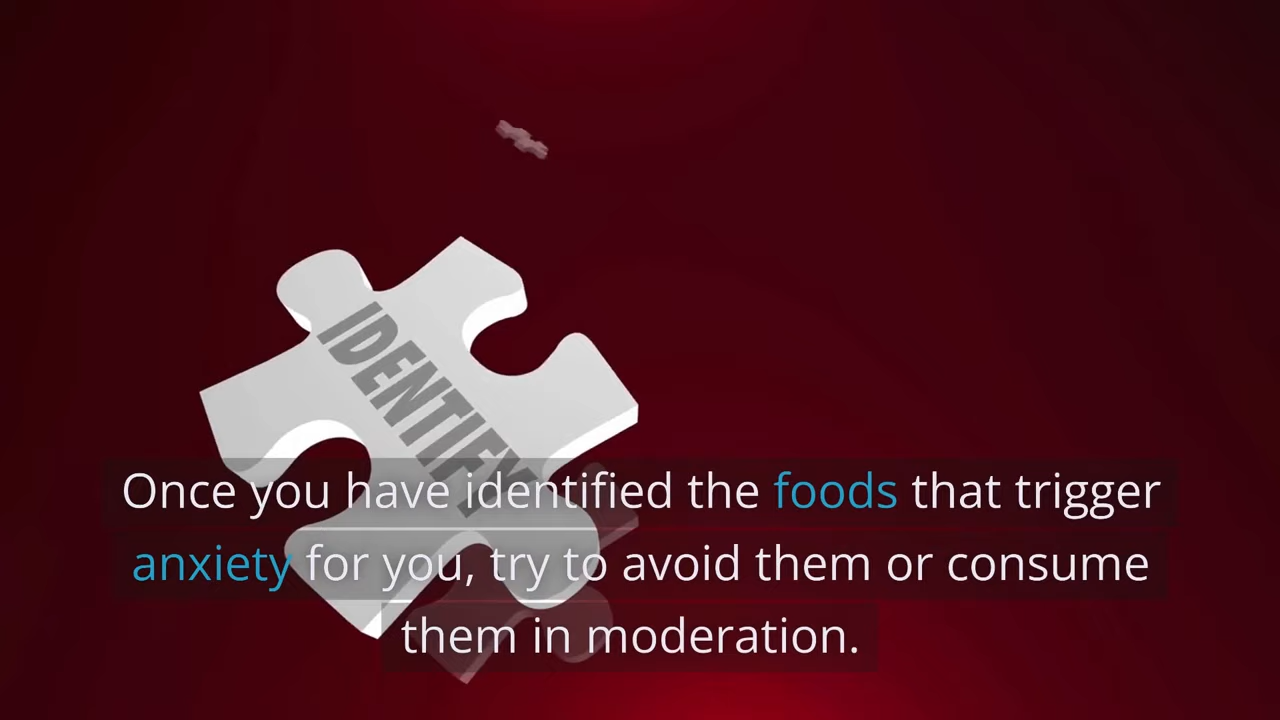 IDENTIFY
Once you have identified the foods that trigger
anxiety for you, try to avoid them or consume
them in moderation.